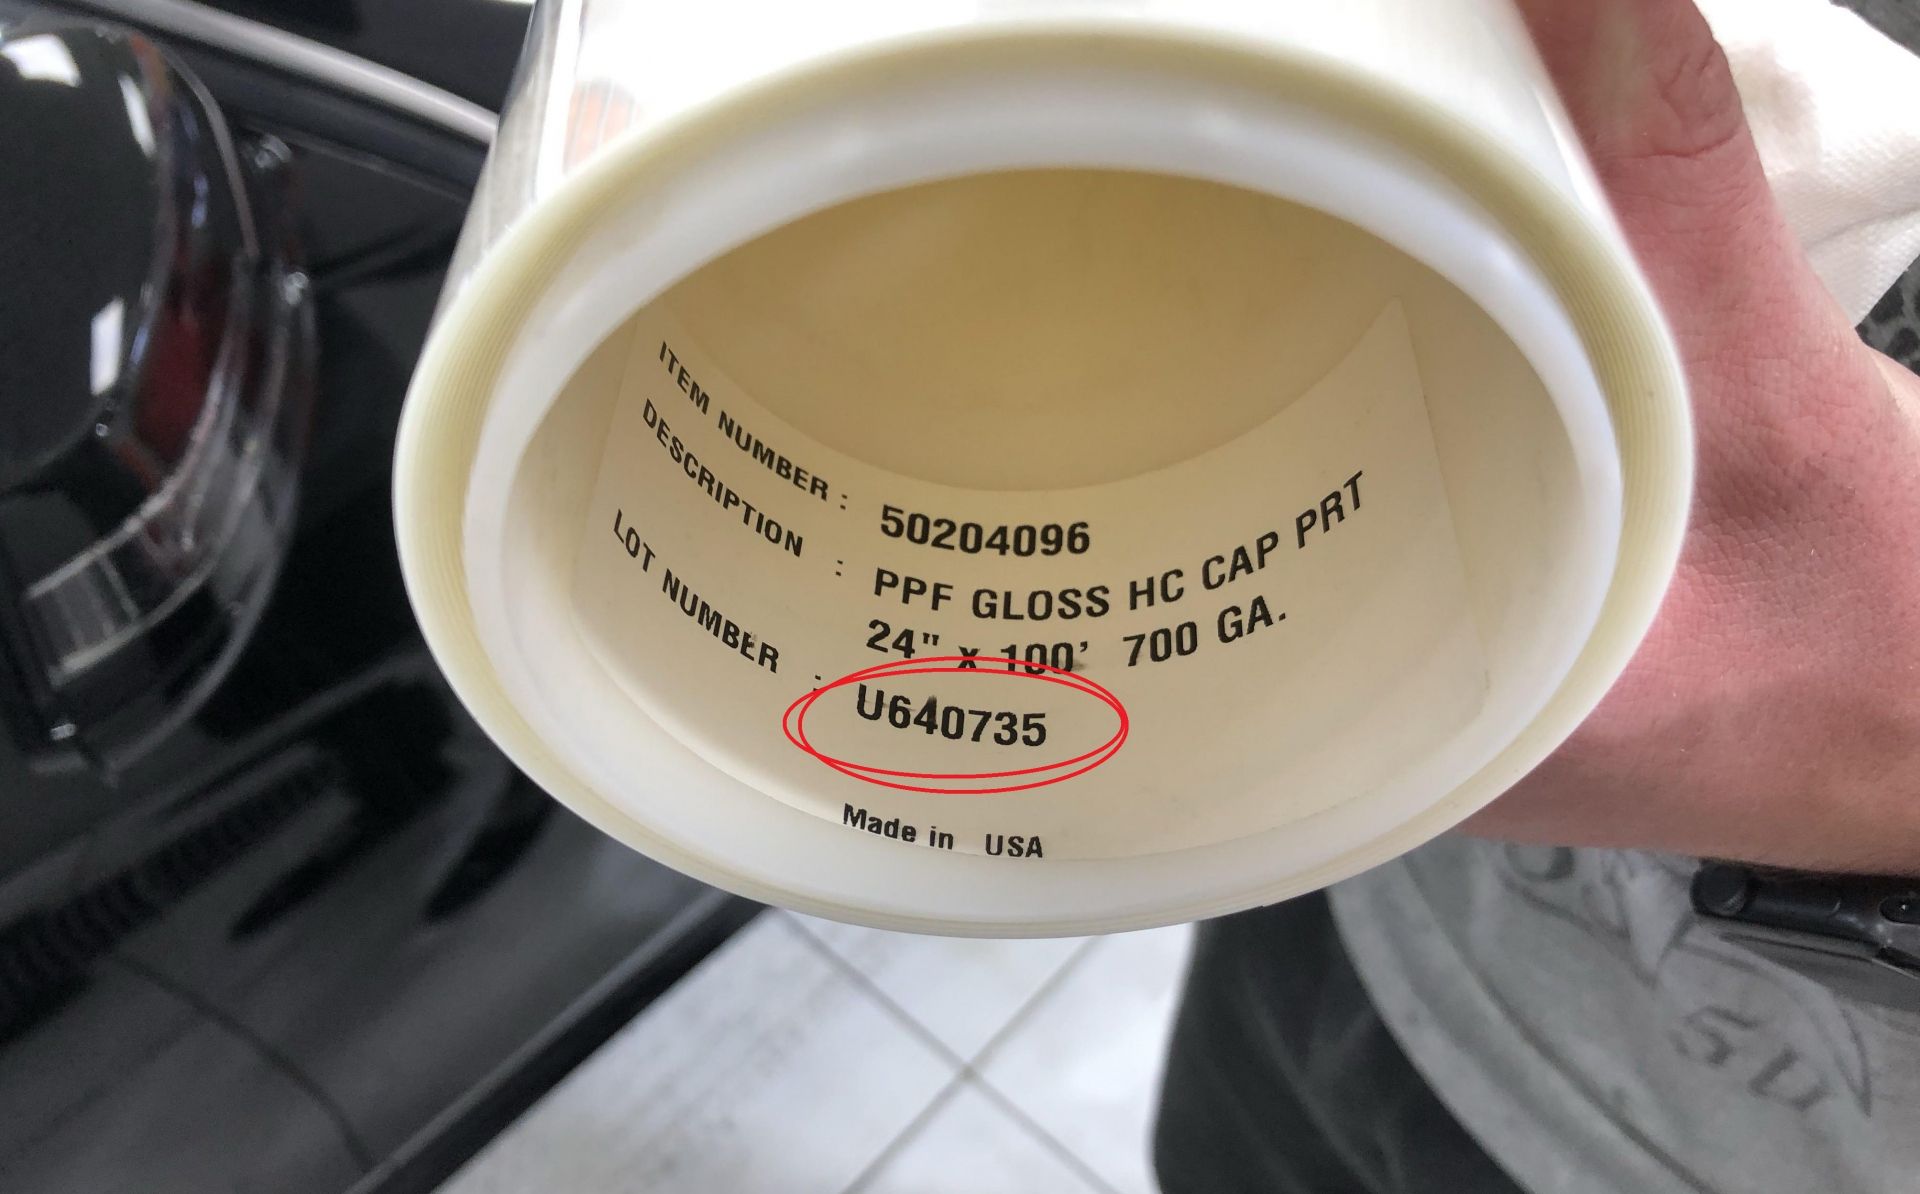 ITEM NUMBER : 50204096
DESCRIPTION : PPF GLOSS HC CAP PRT
24" x 100' 700 GA.
LOT NUMBER : U640735
Made in USA